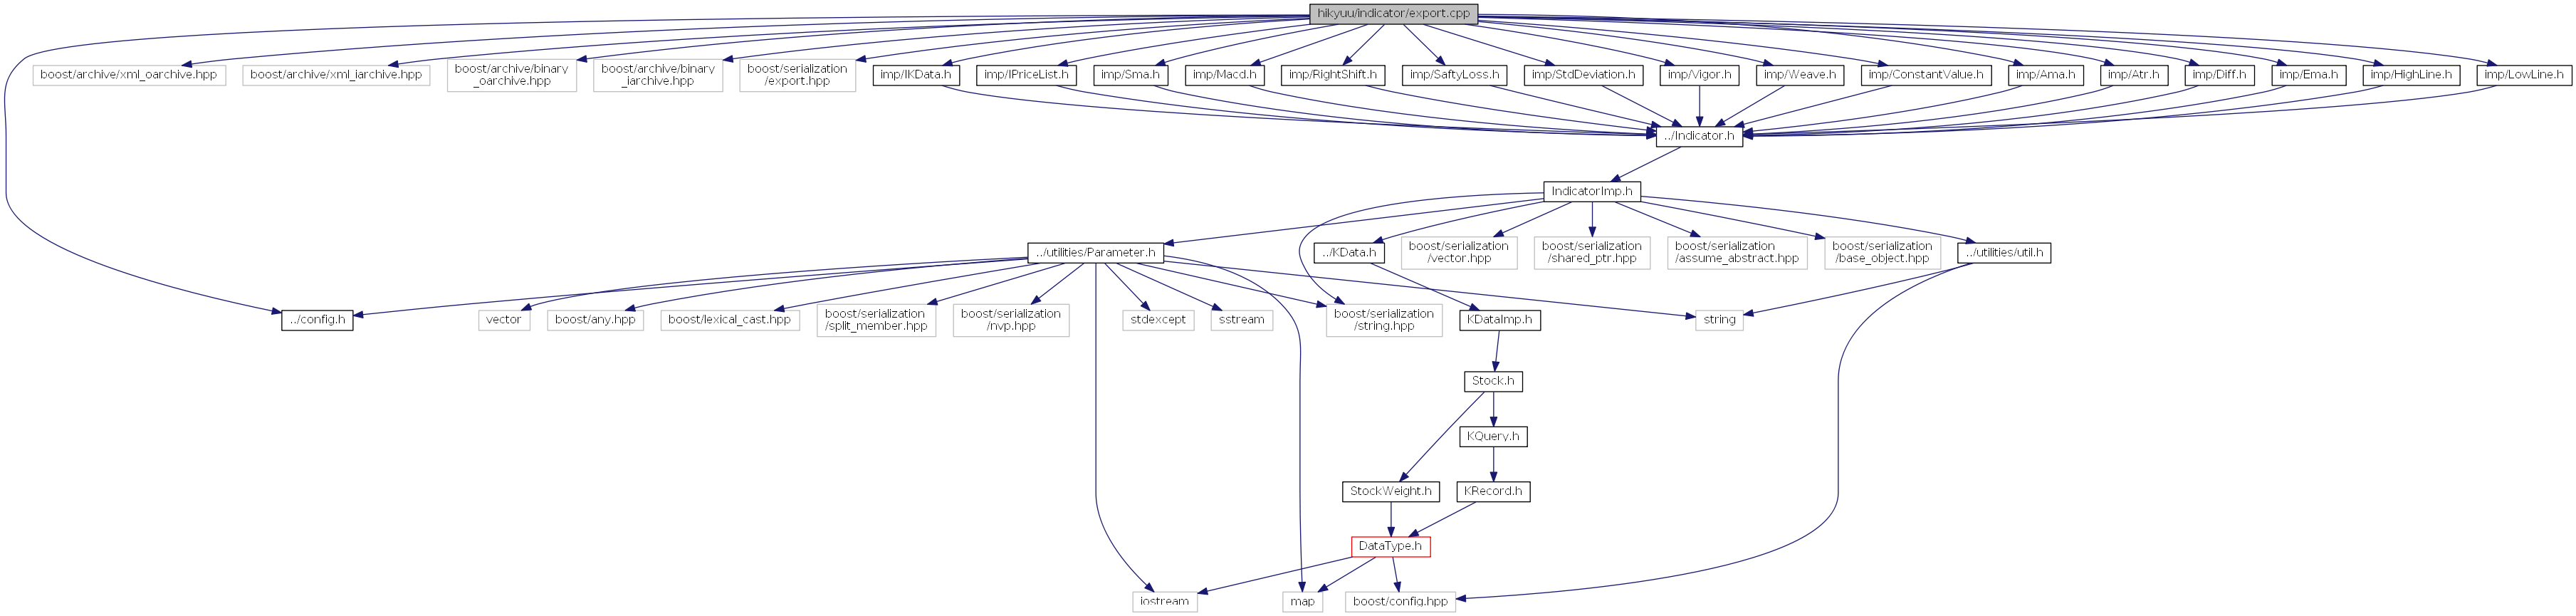 hikyuu/indicator/export.cpp
boost/archive/xml_oarchive.hpp
boost/archive/xml_iarchive.hpp
boost/archive/binary
_oarchive.hpp
boost/archive/binary
_iarchive.hpp
boost/serialization
/export.hpp
imp/IKData.h
imp/IPriceList.h
imp/Sma.h
imp/Macd.h
imp/RightShift.h
imp/SaftyLoss.h
imp/StdDeviation.h
imp/Vigor.h
imp/Weave.h
imp/ConstantValue.h
imp/Ama.h
imp/Atr.h
imp/Diff.h
imp/Ema.h
imp/HighLine.h
imp/LowLine.h
../Indicator.h
IndicatorImp.h
../utilities/Parameter.h
../KData.h
boost/serialization
/vector.hpp
boost/serialization
/shared_ptr.hpp
boost/serialization
/assume_abstract.hpp
boost/serialization
/base_object.hpp
../utilities/util.h
../config.h
vector
boost/any.hpp
boost/lexical_cast.hpp
boost/serialization
/split_member.hpp
boost/serialization
/nvp.hpp
stdexcept
sstream
boost/serialization
/string.hpp
KDataImp.h
string
Stock.h
KQuery.h
StockWeight.h
KRecord.h
DataType.h
iostream
map
boost/config.hpp